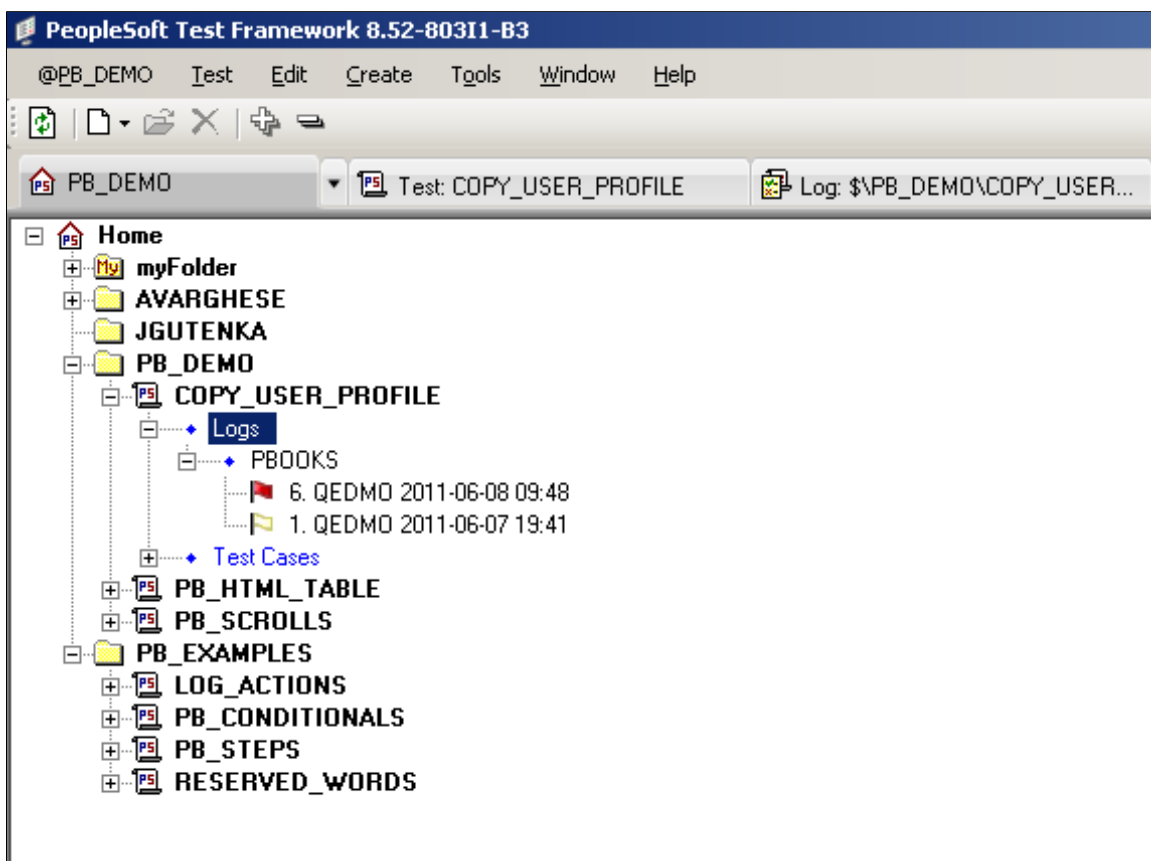 PeopleSoft Test Framework 8.52-803I1-B3
@PB_DEMO Test Edit Create Tools Window Help
PB_DEMO Test: COPY_USER_PROFILE Log: $\PB_DEMO\COPY_USER...
Home
myFolder
AVARGHESE
JGUTENKA
PB_DEMO
COPY_USER_PROFILE
Logs
PBOOKS
6. QEDMO 2011-06-08 09:48
1. QEDMO 2011-06-07 19:41
Test Cases
PB_HTML_TABLE
PB_SCROLLS
PB_EXAMPLES
LOG_ACTIONS
PB_CONDITIONALS
PB_STEPS
RESERVED_WORDS